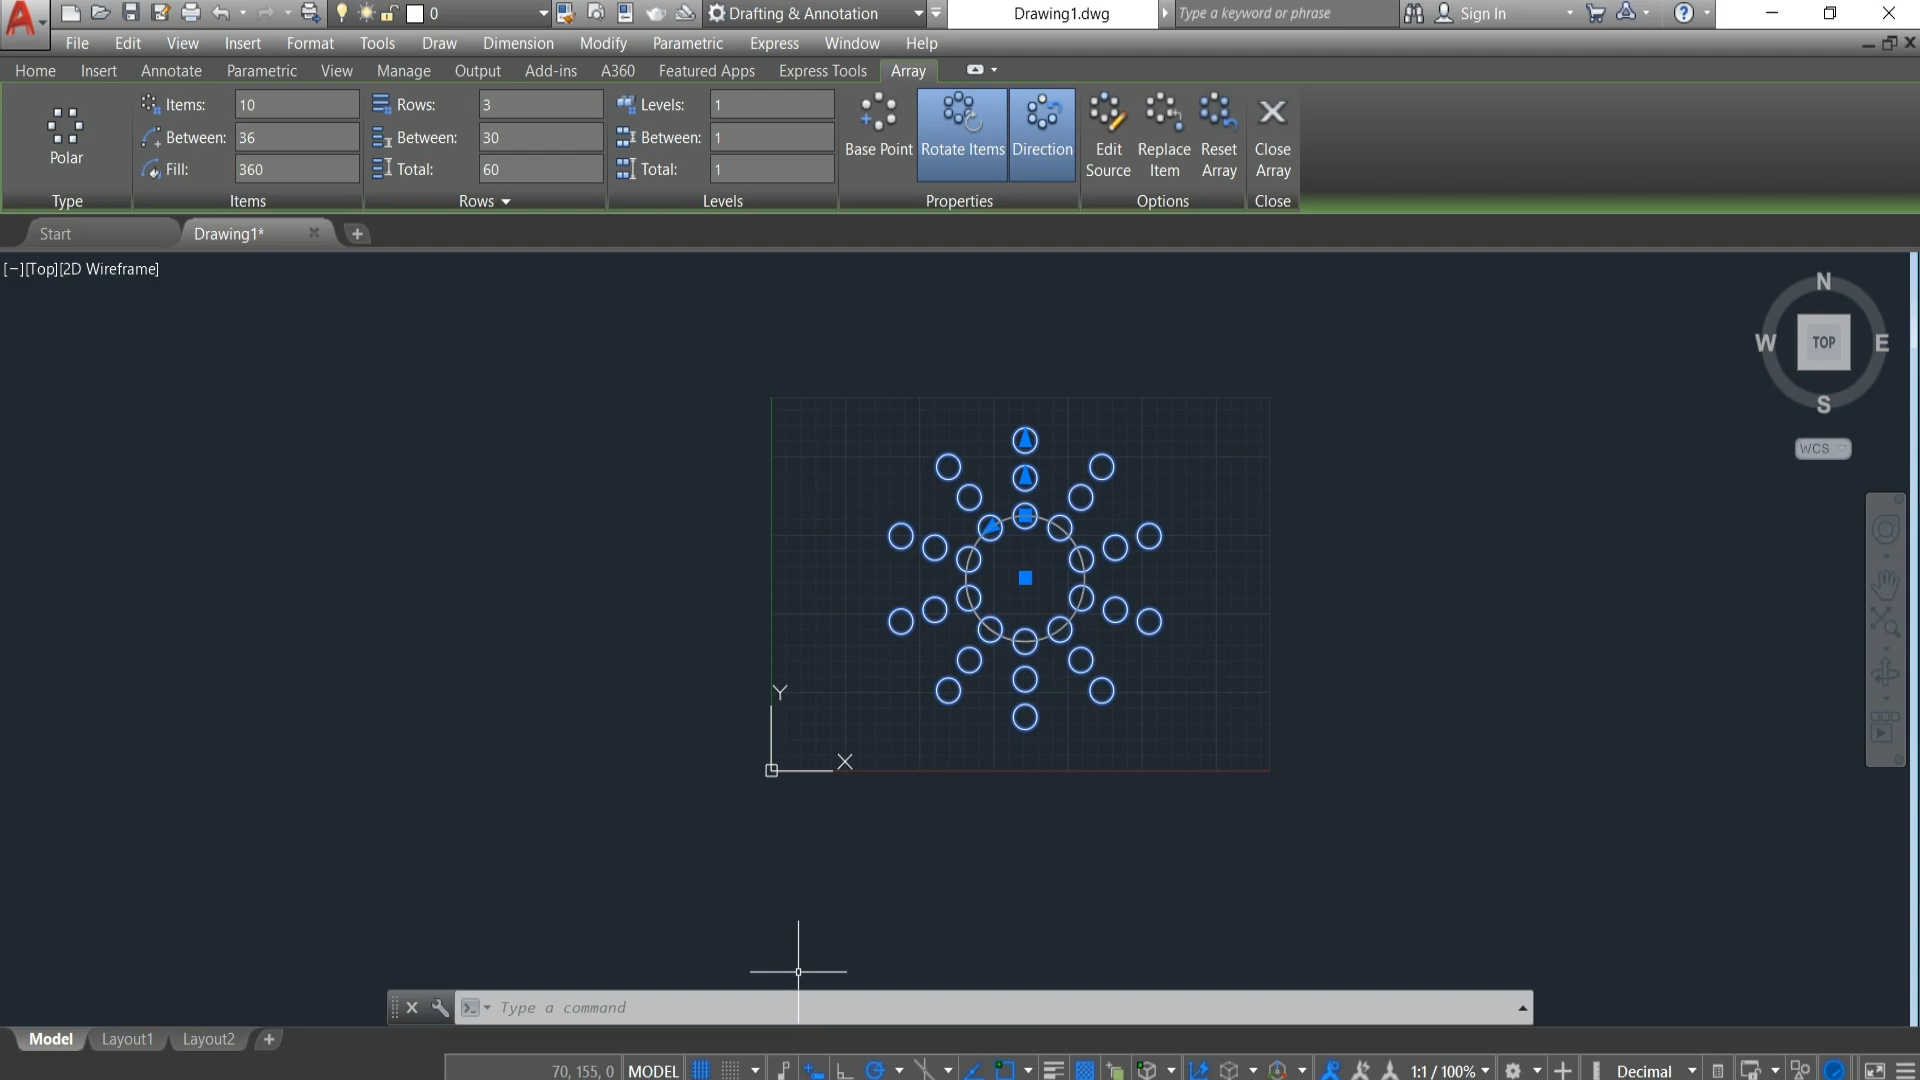 0
Drafting & Annotation
Drawing1.dwg
Type a keyword or phrase
Sign In
File Edit View Insert Format Tools Draw Dimension Modify Parametric Express Window Help
Home Insert Annotate Parametric View Manage Output Add-ins A360 Featured Apps Express Tools Array
Items: 10 Rows: 3 Levels: 1
Between: 36 Between: 30 Between: 1
Fill: 360 Total: 60 Total: 1
Polar
Base Point Rotate Items Direction Edit Source Replace Item Reset Array Close Array
Type Items Rows Levels Properties Options Close
Start Drawing1*
[−][Top][2D Wireframe]
N
W TOP E
S
WCS
Y
X
Type a command
Model Layout1 Layout2
70, 155, 0 MODEL 1:1 / 100% Decimal